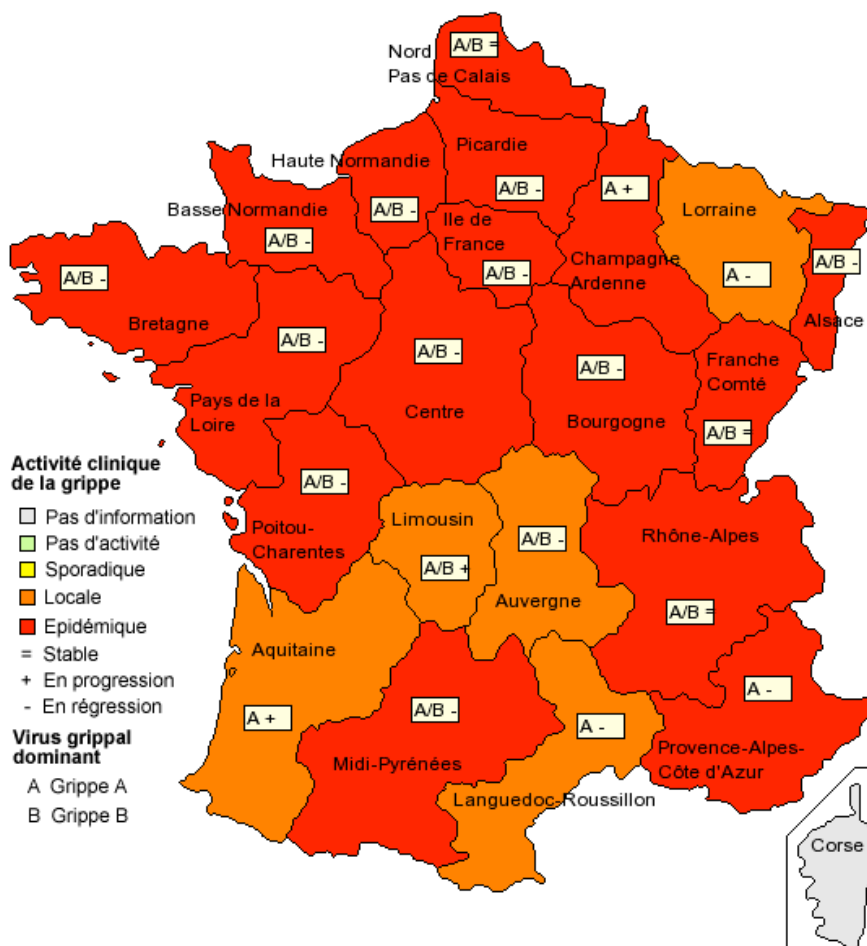 Nord
A/B =
Pas de Calais
Picardie
Haute Normandie
A/B -
A +
Lorraine
Basse Normandie
A/B -
Ile de
France
A/B -
A/B -
Champagne
Ardenne
A -
A/B -
A/B -
Alsace
Bretagne
A/B -
A/B -
A/B -
Franche
Comté
Pays de la
Loire
Centre
Bourgogne
A/B =
Activité clinique
de la grippe
Pas d'information
Pas d'activité
Sporadique
Locale
Epidémique
= Stable
+ En progression
- En régression
Virus grippal
dominant
A Grippe A
B Grippe B
A/B -
Poitou-
Charentes
Limousin
A/B +
A/B -
Auvergne
Rhône-Alpes
A/B =
Aquitaine
A +
A/B -
Midi-Pyrénées
A -
Languedoc-Roussillon
A -
Provence-Alpes-
Côte d'Azur
Corse